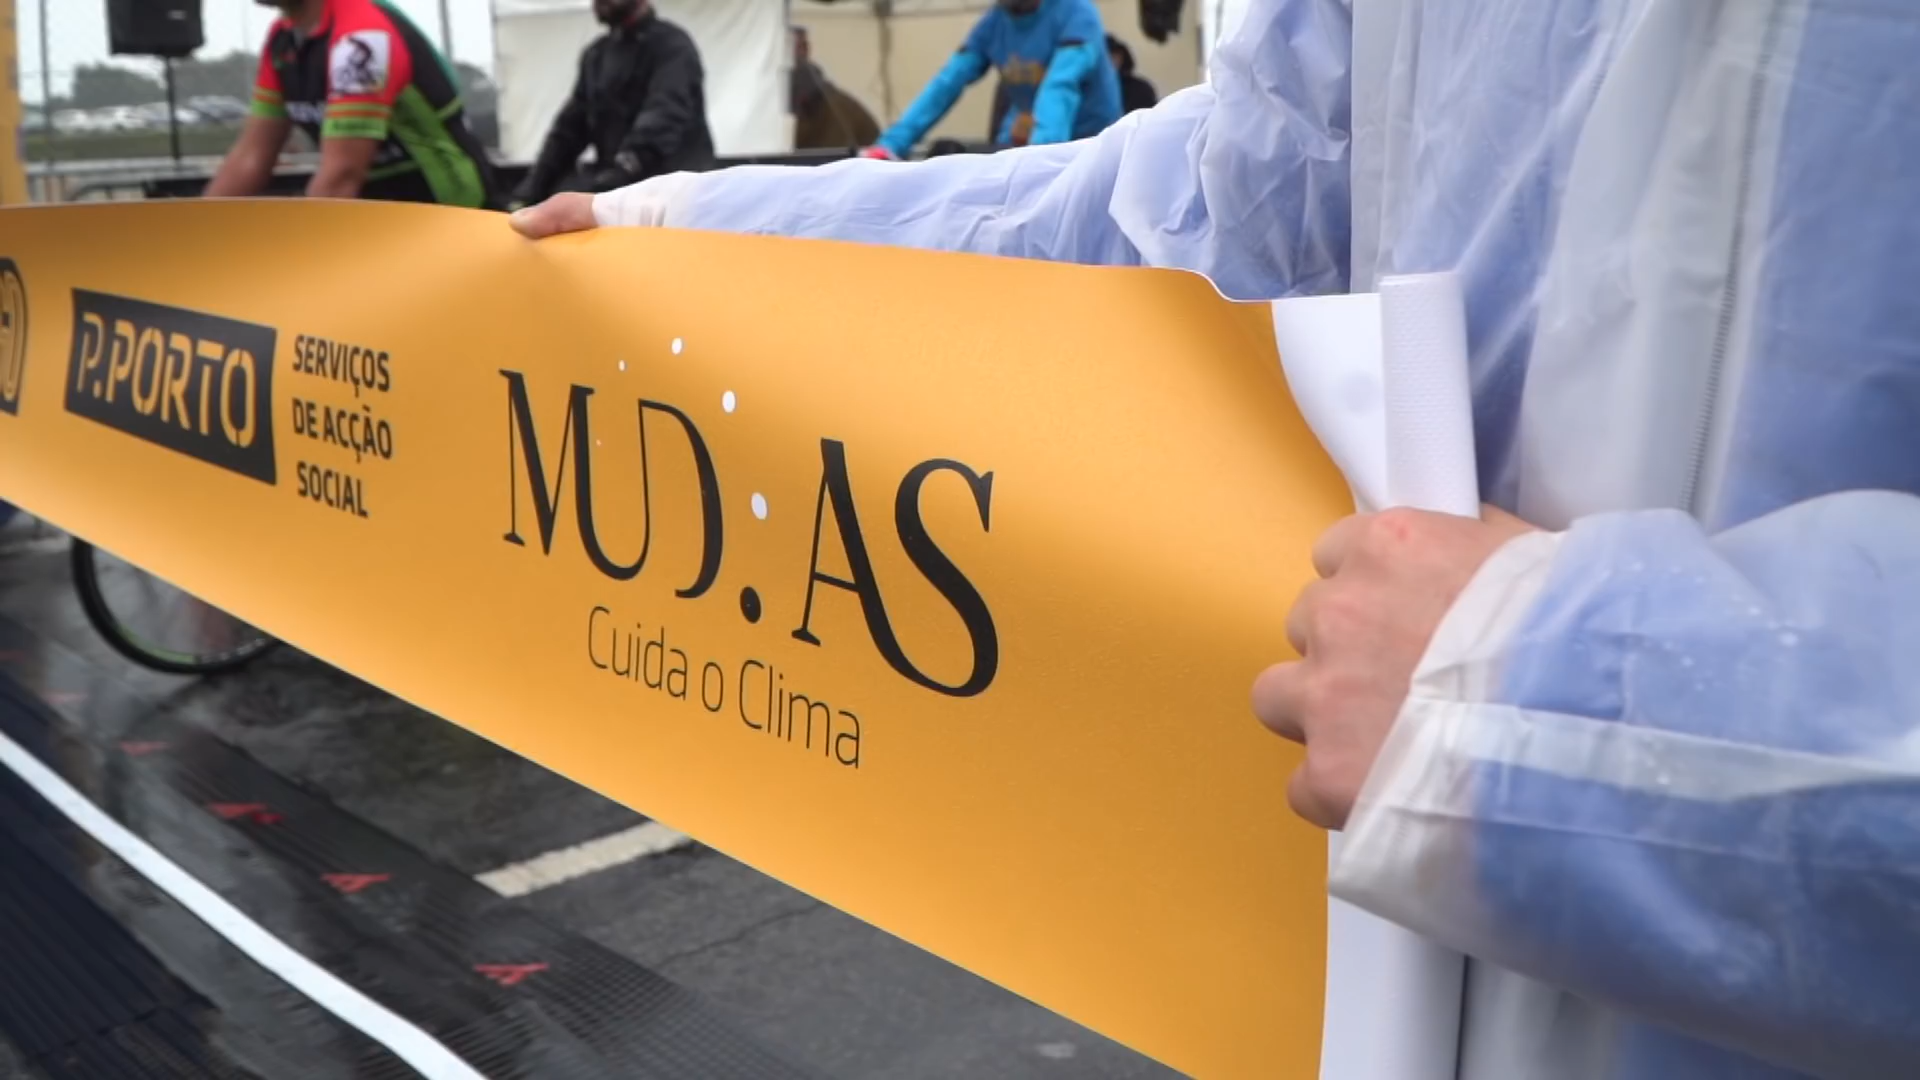 P.PORTO
SERVIÇOS
DE ACÇÃO
SOCIAL
MUD.AS
Cuida o Clima